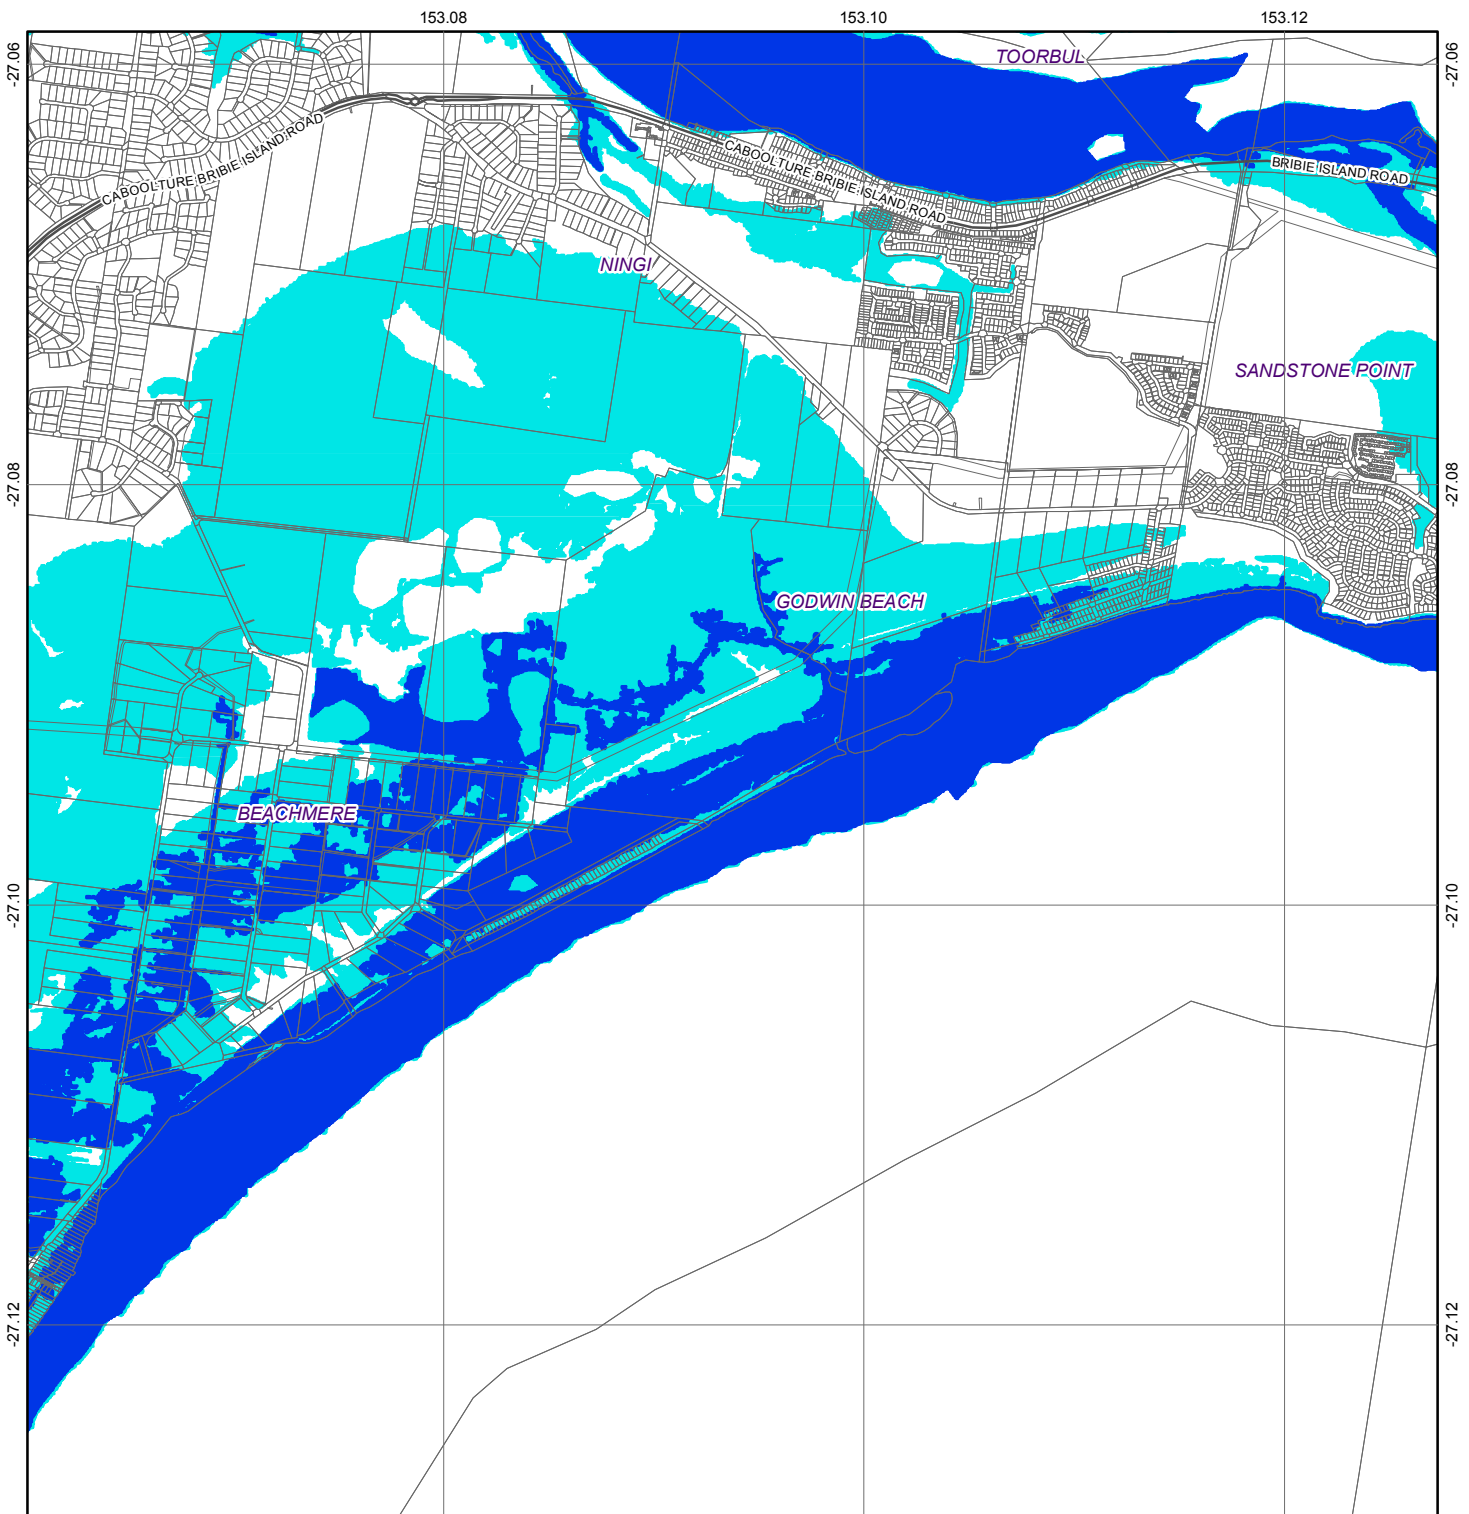 153.08
153.10
153.12
-27.06
-27.06
TOORBUL
CABOOLTURE BRIBIE ISLAND ROAD
CABOOLTURE BRIBIE ISLAND ROAD
BRIBIE ISLAND ROAD
NINGI
SANDSTONE POINT
-27.08
-27.08
GODWIN BEACH
BEACHMERE
-27.10
-27.10
-27.12
-27.12